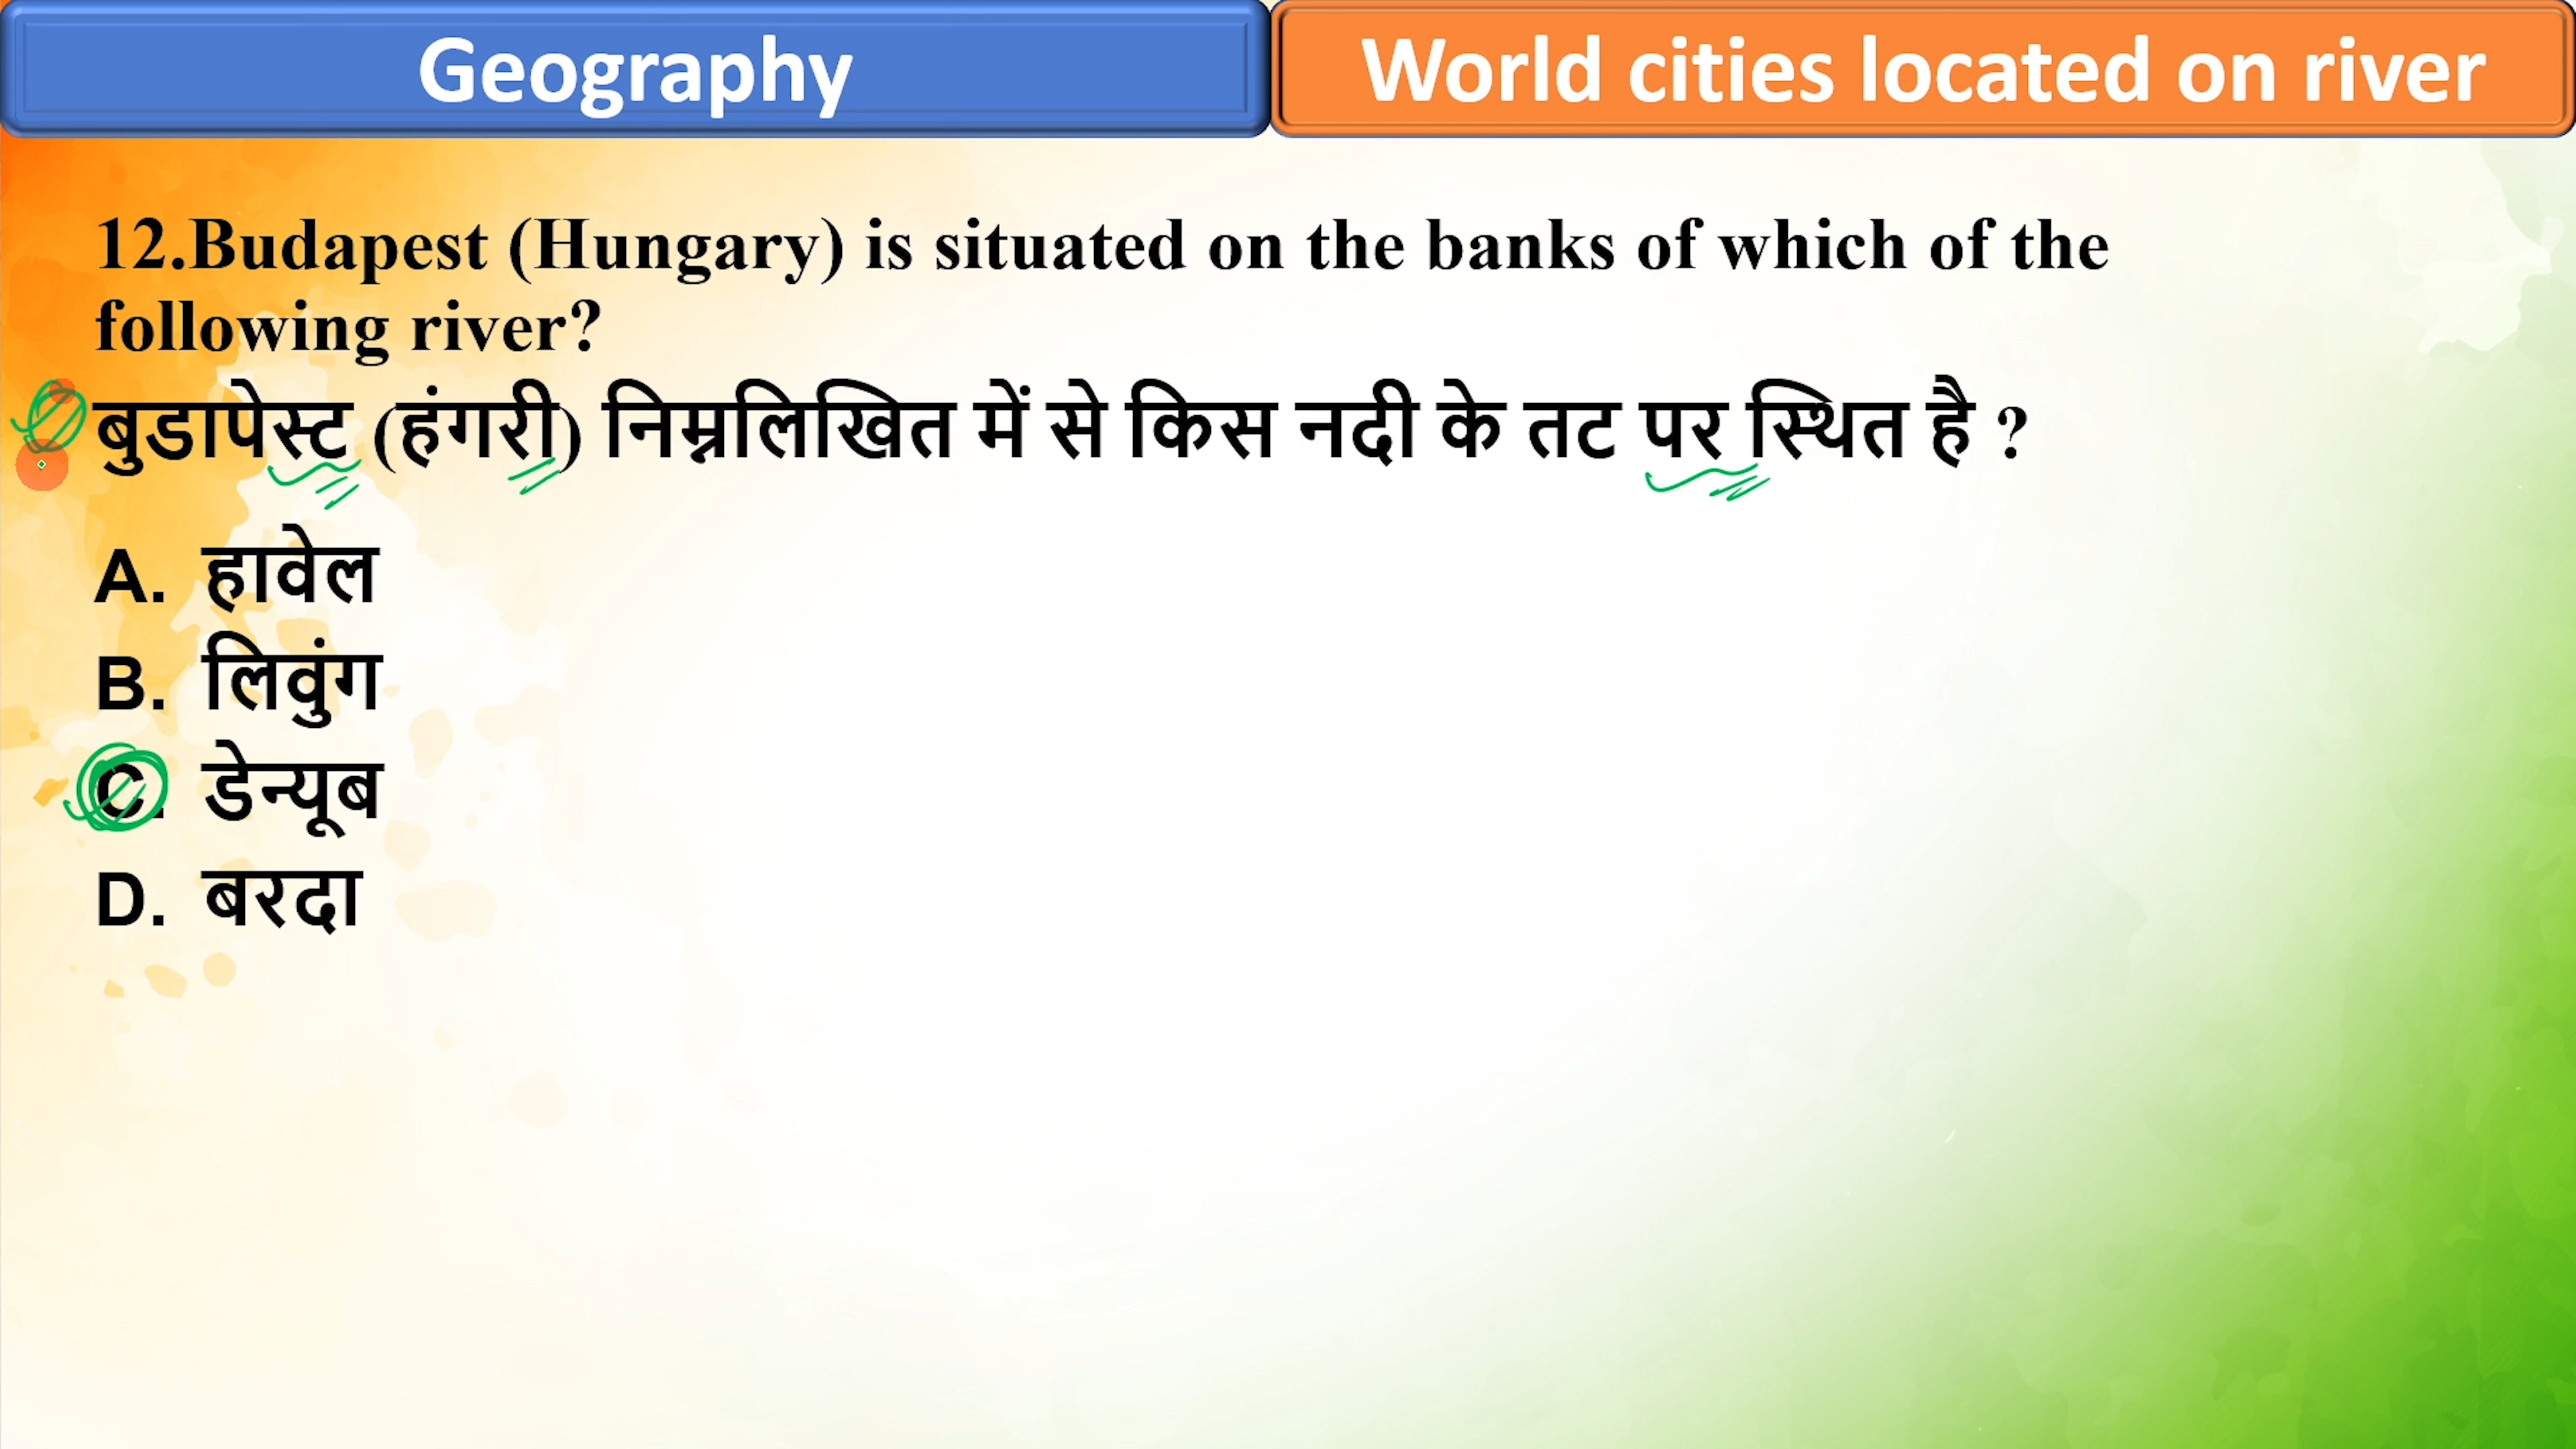 Geography
World cities located on river
12.Budapest (Hungary) is situated on the banks of which of the
following river?
बुडापेस्ट (हंगरी) निम्नलिखित में से किस नदी के तट पर स्थित है ?
A. हावेल
B. लिवुंग
C. डेन्यूब
D. बरदा